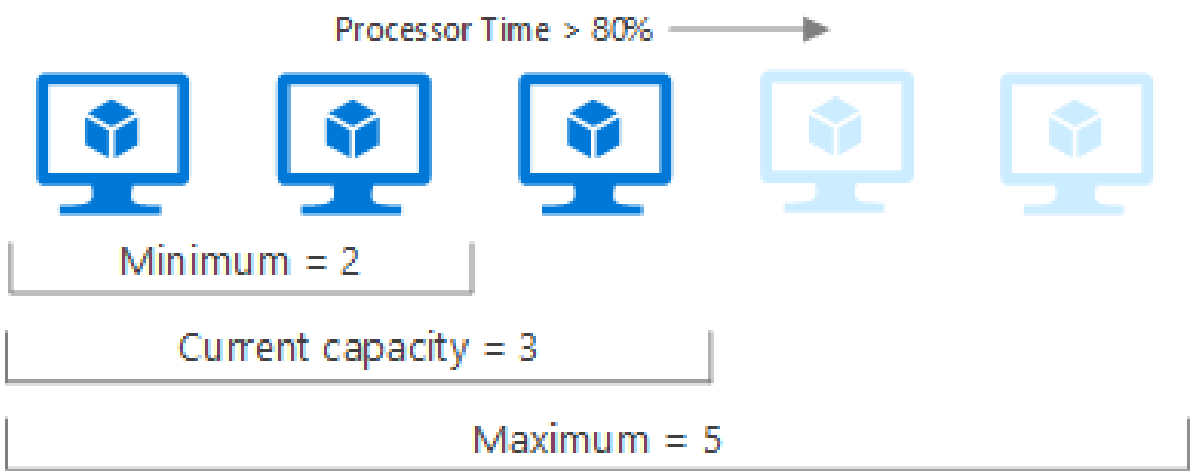 Processor Time > 80%
Minimum = 2
Current capacity = 3
Maximum = 5